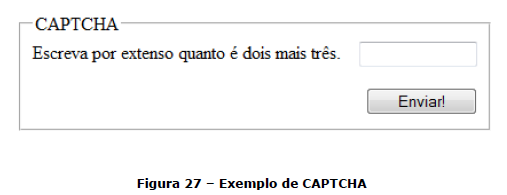 CAPTCHA
Escreva por extenso quanto é dois mais três.
Enviar!
Figura 27 – Exemplo de CAPTCHA